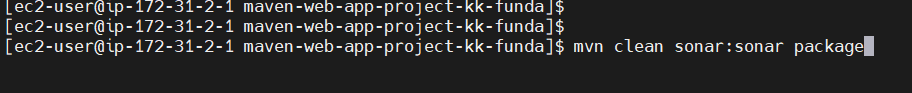 [ec2-user@ip-172-31-2-1 maven-web-app-project-kk-funda]$
[ec2-user@ip-172-31-2-1 maven-web-app-project-kk-funda]$
[ec2-user@ip-172-31-2-1 maven-web-app-project-kk-funda]$ mvn clean sonar:sonar package